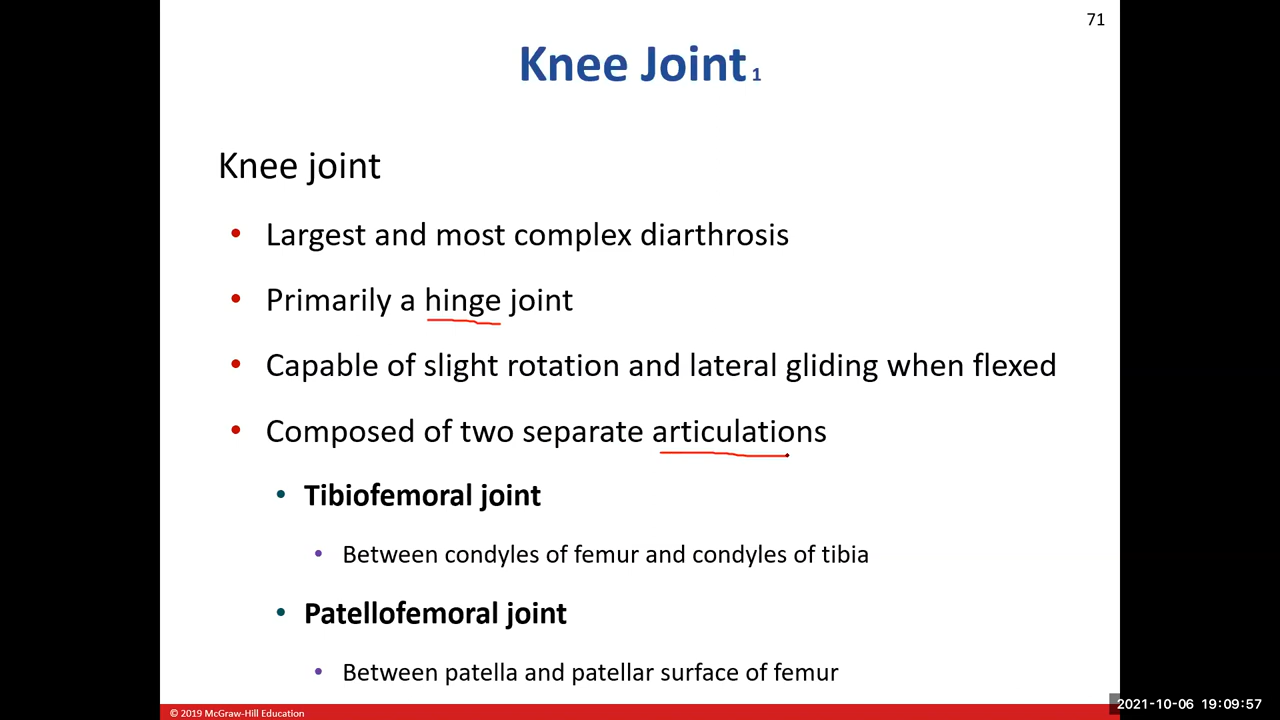 71
Knee Joint 1
Knee joint
• Largest and most complex diarthrosis
• Primarily a hinge joint
• Capable of slight rotation and lateral gliding when flexed
• Composed of two separate articulations
• Tibiofemoral joint
• Between condyles of femur and condyles of tibia
• Patellofemoral joint
• Between patella and patellar surface of femur
© 2019 McGraw-Hill Education
2021-10-06 19:09:57